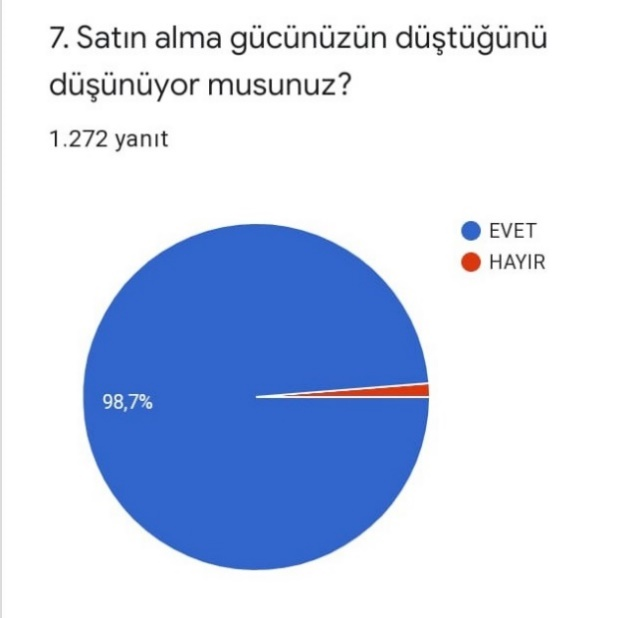 7. Satın alma gücünüzün düştüğünü
düşünüyor musunuz?
1.272 yanıt
EVET
HAYIR
98,7%